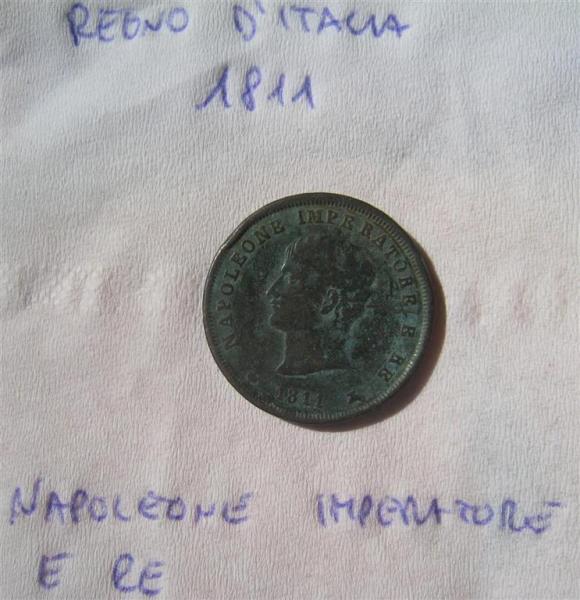 REGNO D'ITALIA
1811
NAPOLEONE IMPERATORE E RE
1811
NAPOLEONE IMPERATORE
E RE